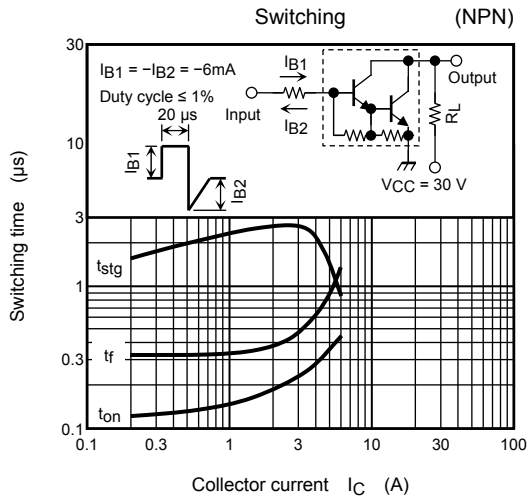 Switching (NPN)
30
10
3
1
0.3
0.1
Switching time (μs)
IB1 = −IB2 = −6mA
Duty cycle ≤ 1%
20 μs
IB1
IB2
IB1
Input
IB2
Output
RL
VCC = 30 V
tstg
tf
ton
0.1 0.3 1 3 10 30 100
Collector current IC (A)